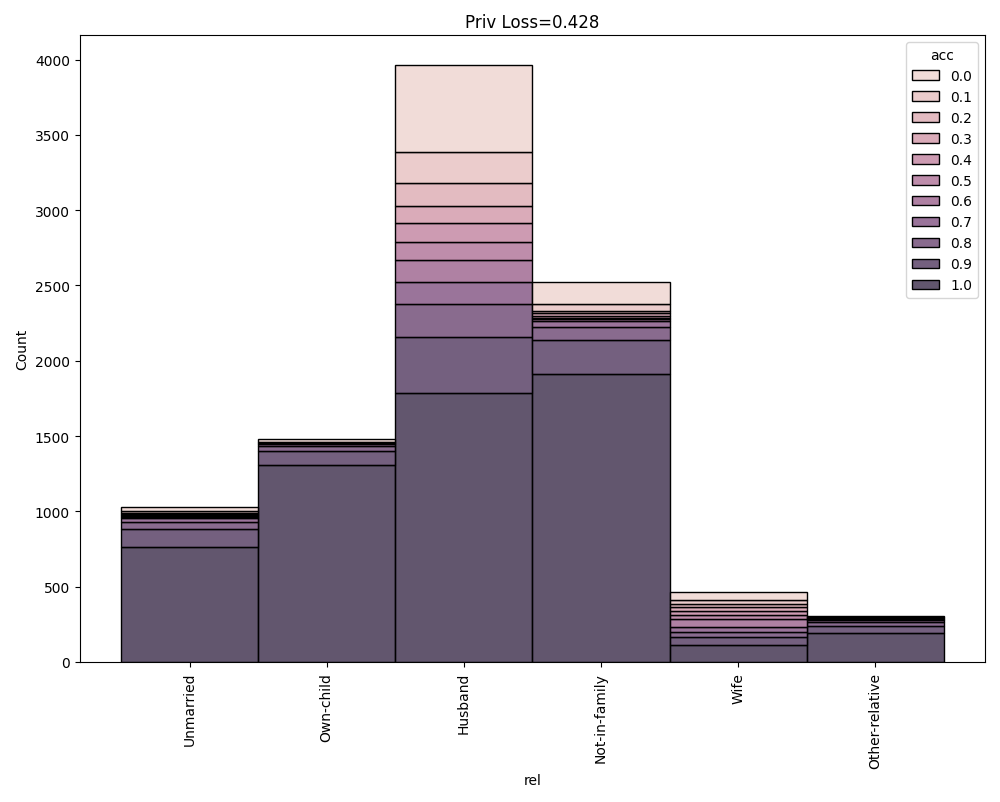 Priv Loss=0.428
acc
0.0
0.1
0.2
0.3
0.4
0.5
0.6
0.7
0.8
0.9
1.0
Count
4000
3500
3000
2500
2000
1500
1000
500
0
Unmarried
Own-child
Husband
Not-in-family
Wife
Other-relative
rel